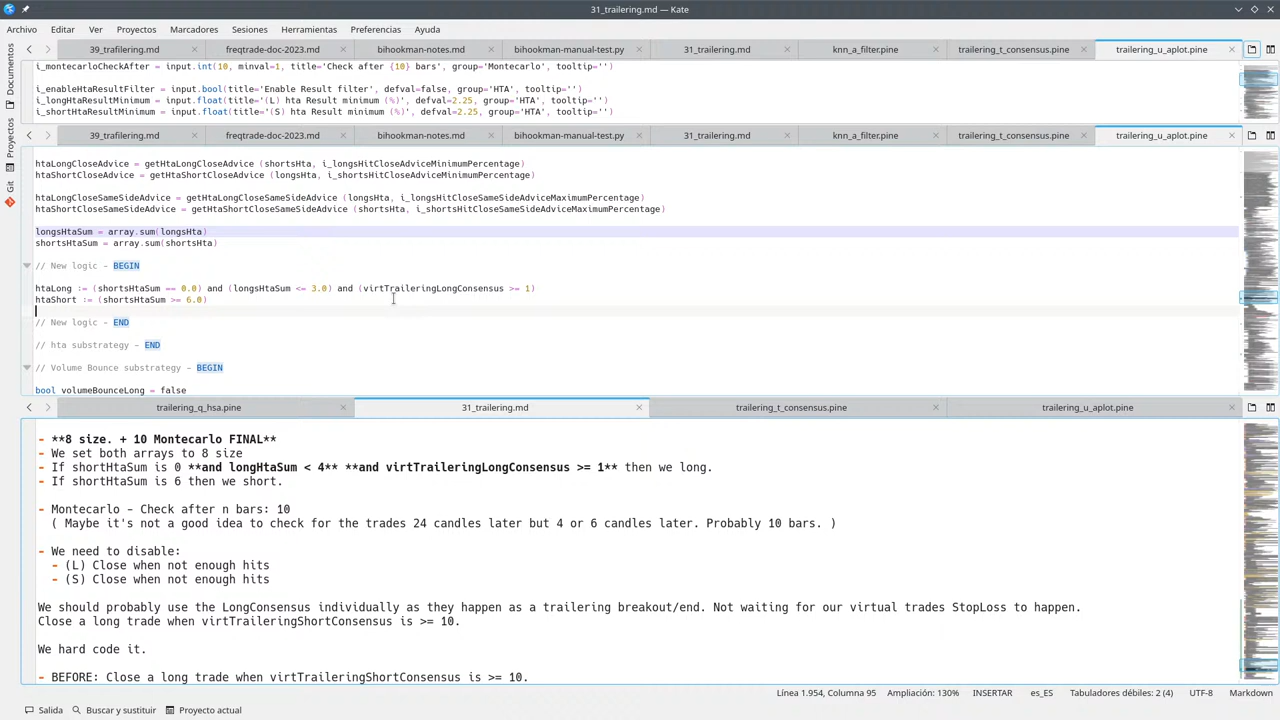 31_trailering.md — Kate
Archivo Editar Ver Proyectos Marcadores Sesiones Herramientas Preferencias Ayuda
39_trafilering.md freqtrade-doc-2023.md bihookman-notes.md bihookman-manual-test.py 31_trailering.md knn_a_filter.pine trailering_t_consensus.pine trailering_u_aplot.pine
i_montecarloCheckAfter = input.int(10, minval=1, title='Check after {10} bars', group='Montecarlo', tooltip='')
i_enableHtaResultFilter = input.bool(title='Enable Result filter', defval=false, group='HTA', tooltip='')
i_longHtaResultMinimum = input.float(title='(L) hta Result minimum (%)', defval=2.25, group='HTA', tooltip='')
i_shortHtaResultMinimum = input.float(title='(S) hta Result minimum (%)', defval=2.25, group='HTA', tooltip='')
39_trafilering.md freqtrade-doc-2023.md bihookman-notes.md bihookman-manual-test.py 31_trailering.md knn_a_filter.pine trailering_t_consensus.pine trailering_u_aplot.pine
htaLongCloseAdvice = getHtaLongCloseAdvice (shortsHta, i_longsHitCloseAdviceMinimumPercentage)
htaShortCloseAdvice = getHtaShortCloseAdvice (longsHta, i_shortsHitCloseAdviceMinimumPercentage)
htaLongCloseSameSideAdvice = getHtaLongCloseSameSideAdvice (longsHta, i_longsHitCloseSameSideAdviceMaximumPercentage)
htaShortCloseSameSideAdvice = getHtaShortCloseSameSideAdvice (shortsHta, i_shortsHitCloseSameSideAdviceMaximumPercentage)
longsHtaSum = array.sum(longsHta)
shortsHtaSum = array.sum(shortsHta)
// New logic - BEGIN
htaLong := (shortsHtaSum == 0.0) and (longsHtaSum <= 3.0) and (virtTraileringLongConsensus >= 1)
htaShort := (shortsHtaSum >= 6.0)
// New logic - END
// hta substrategy - END
// Volume Bounce substrategy - BEGIN
bool volumeBounceLong = false
trailering_q_hsa.pine 31_trailering.md trailering_t_consensus.pine trailering_u_aplot.pine
- **8 size. + 10 Montecarlo FINAL**
- We set both arrays to 8 size
- If shortHtaSum is 0 **and longHtaSum < 4** **and virtTraileringLongConsus >= 1** then we long.
- If shortHtaSum is 6 then we short.
- Montecarlo - Check after n bars: 10
( Maybe it's not a good idea to check for the trades 24 candles later but for 6 candles later. Probably 10 bars )
- We need to disable:
- (L) Close when not enough hits
- (S) Close when not enough hits
We should probably use the LongConsensus individually as they happen as a trailering breakout/end. Not waiting for our virtual trades StopLoss to happen.
Close a long trade when virtTraileringShortConsensus is >= 10.
We hard code it.
- BEFORE: Close a long trade when virtTraileringShortConsensus is >= 10.
Línea 1.590, Columna 95 Ampliación: 130% INSERTAR es_ES Tabuladores débiles: 2 (4) UTF-8 Markdown
Salida Buscar y sustituir Proyecto actual
Documentos
Proyectos
Git